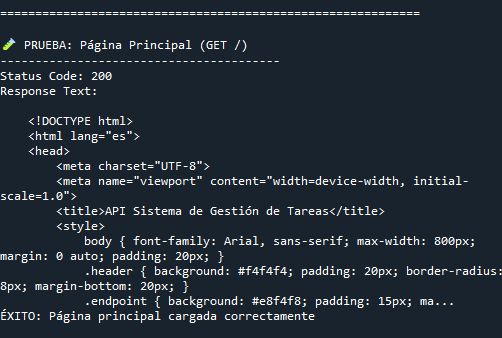 ============================================================
🧪 PRUEBA: Página Principal (GET /)
----------------------------------------
Status Code: 200
Response Text:
<!DOCTYPE html>
<html lang="es">
<head>
<meta charset="UTF-8">
<meta name="viewport" content="width=device-width, initial-
scale=1.0">
<title>API Sistema de Gestión de Tareas</title>
<style>
body { font-family: Arial, sans-serif; max-width: 800px;
margin: 0 auto; padding: 20px; }
.header { background: #f4f4f4; padding: 20px; border-radius:
8px; margin-bottom: 20px; }
.endpoint { background: #e8f4f8; padding: 15px; ma...
ÉXITO: Página principal cargada correctamente